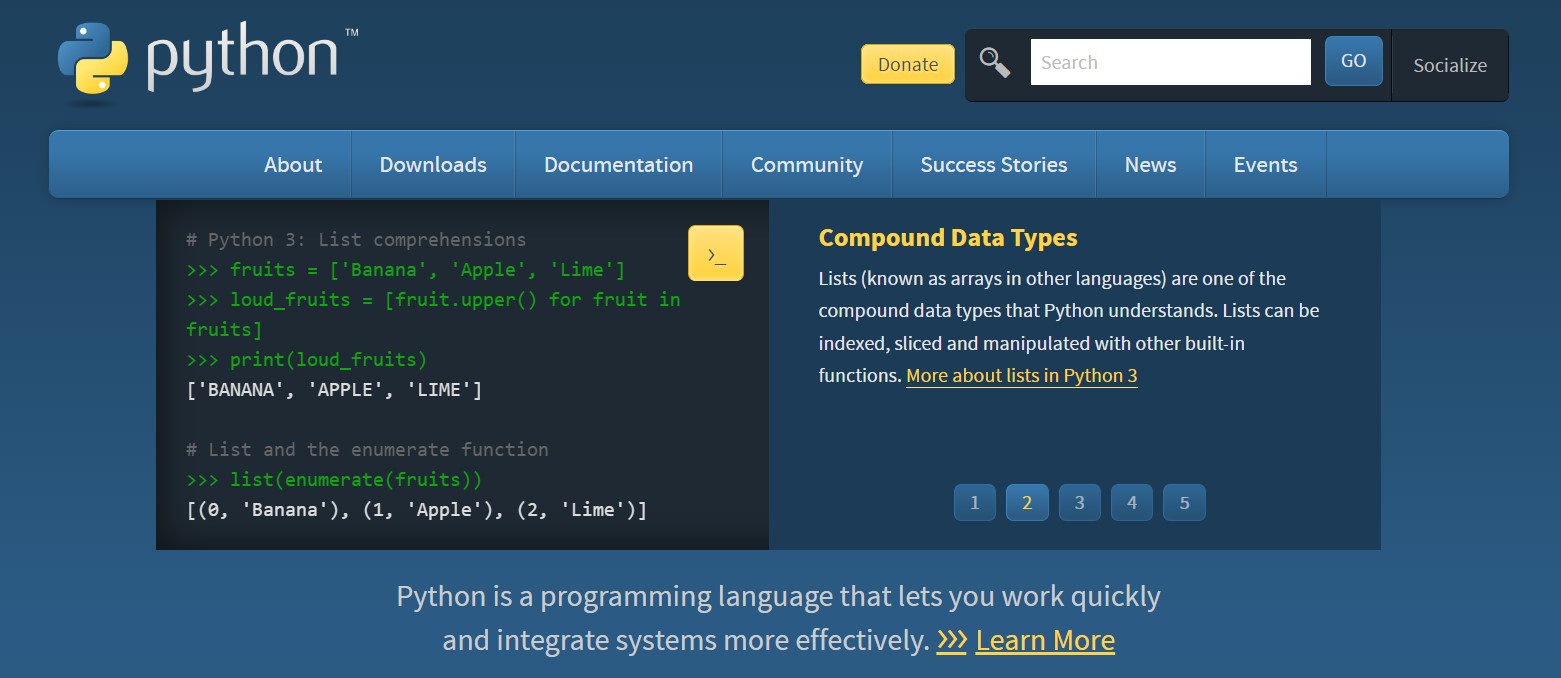 python™
Donate
Search
GO
Socialize
About
Downloads
Documentation
Community
Success Stories
News
Events
# Python 3: List comprehensions
>>> fruits = ['Banana', 'Apple', 'Lime']
>>> loud_fruits = [fruit.upper() for fruit in
fruits]
>>> print(loud_fruits)
['BANANA', 'APPLE', 'LIME']
# List and the enumerate function
>>> list(enumerate(fruits))
[(0, 'Banana'), (1, 'Apple'), (2, 'Lime')]
>_
Compound Data Types
Lists (known as arrays in other languages) are one of the
compound data types that Python understands. Lists can be
indexed, sliced and manipulated with other built-in
functions. More about lists in Python 3
1 2 3 4 5
Python is a programming language that lets you work quickly
and integrate systems more effectively. >>> Learn More